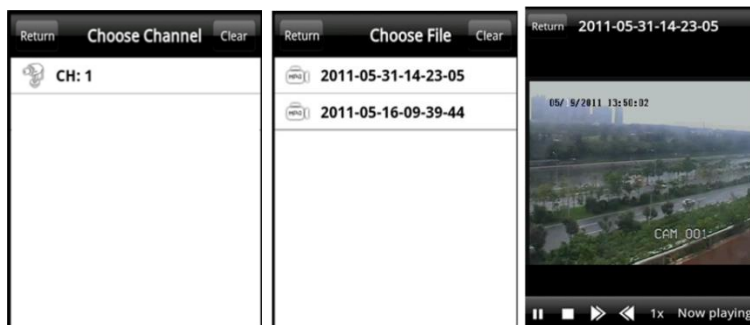 Return Choose Channel Clear
CH: 1
Return Choose File Clear
MPG 2011-05-31-14-23-05
MPG 2011-05-16-09-39-44
Return 2011-05-31-14-23-05
05/ 9/2011 13:50:02
CAM 001
1x Now playing